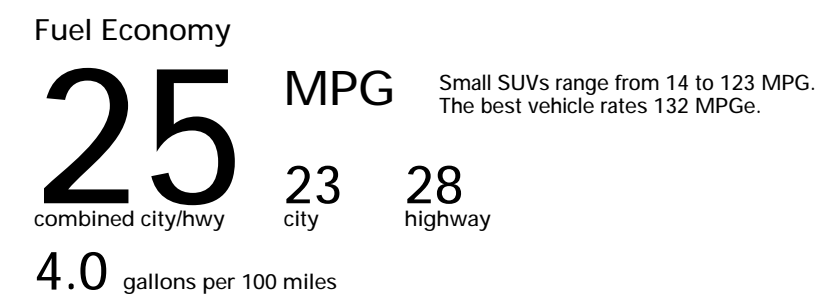 Fuel Economy
25 MPG
Small SUVs range from 14 to 123 MPG.
The best vehicle rates 132 MPGe.
combined city/hwy
23
city
28
highway
4.0 gallons per 100 miles